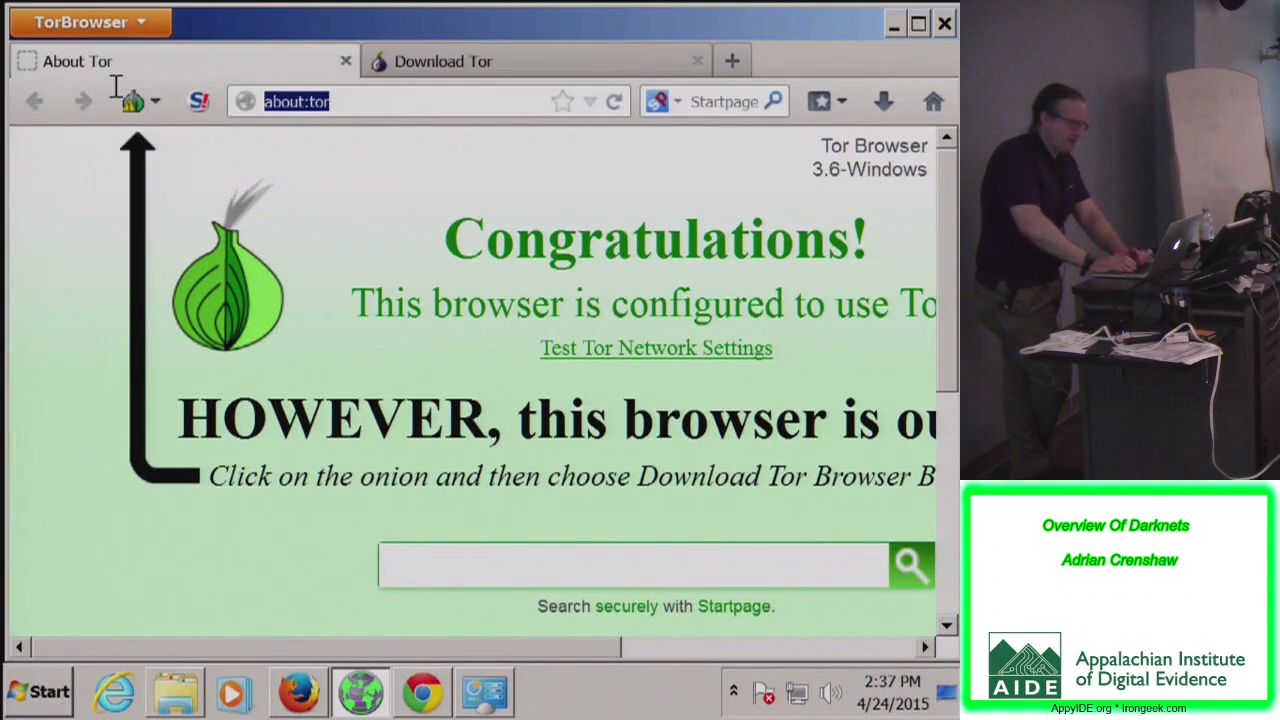 TorBrowser
About Tor
Download Tor
about:tor
Startpage
Tor Browser
3.6-Windows
Congratulations!
This browser is configured to use To
Test Tor Network Settings
HOWEVER, this browser is ou
Click on the onion and then choose Download Tor Browser B
Search securely with Startpage.
Start
2:37 PM
4/24/2015
Overview Of Darknets
Adrian Crenshaw
AIDE
Appalachian Institute
of Digital Evidence
AppyIDE.org * Irongeek.com